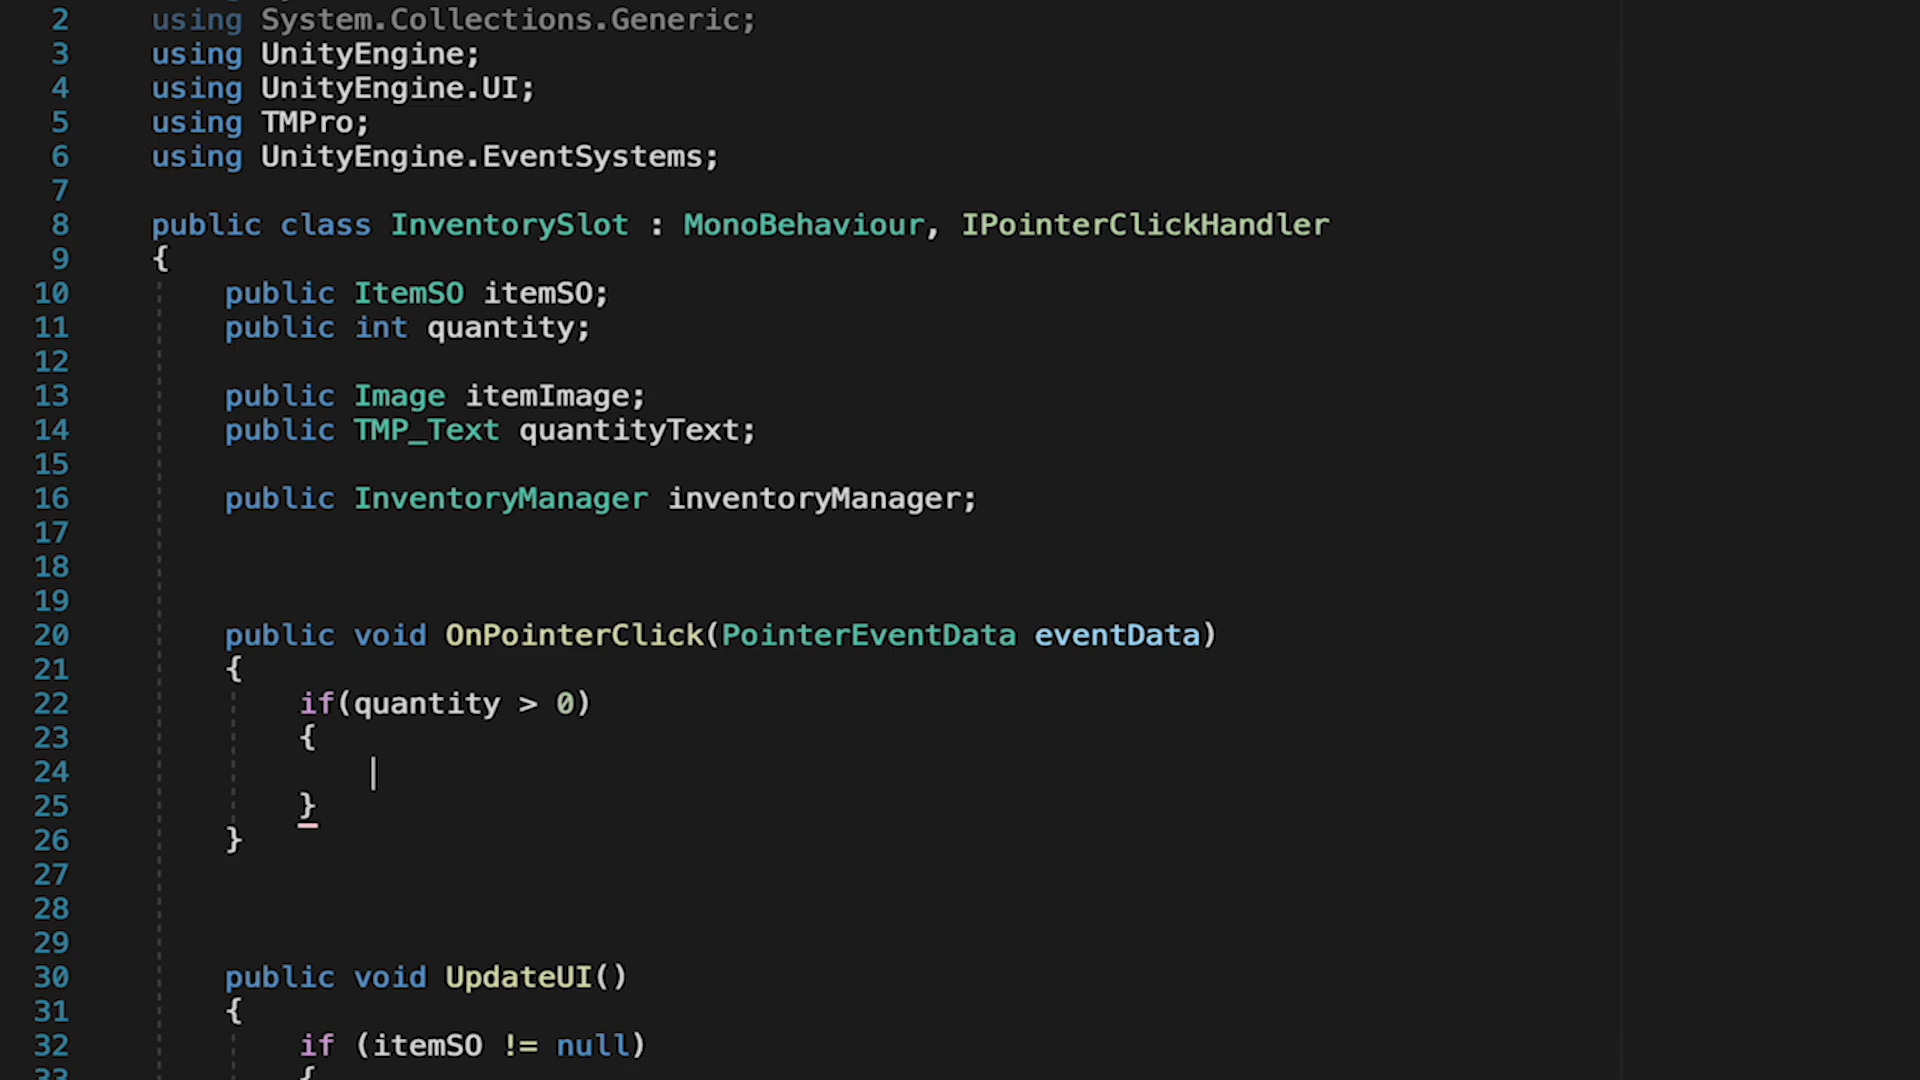 2 using System.Collections.Generic;
3 using UnityEngine;
4 using UnityEngine.UI;
5 using TMPro;
6 using UnityEngine.EventSystems;
7
8 public class InventorySlot : MonoBehaviour, IPointerClickHandler
9 {
10 public ItemSO itemSO;
11 public int quantity;
12
13 public Image itemImage;
14 public TMP_Text quantityText;
15
16 public InventoryManager inventoryManager;
17
18
19
20 public void OnPointerClick(PointerEventData eventData)
21 {
22 if(quantity > 0)
23 {
24
25 }
26 }
27
28
29
30 public void UpdateUI()
31 {
32 if (itemSO != null)
33 {